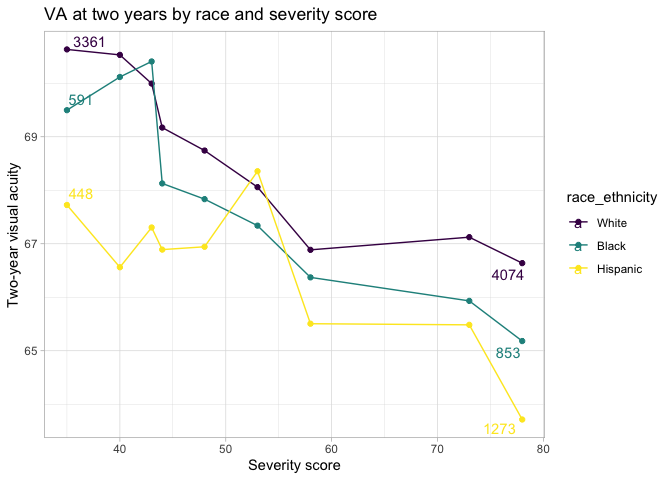 VA at two years by race and severity score
3361
591
448
4074
853
1273
69
67
65
40
50
60
70
80
Severity score
Two-year visual acuity
race_ethnicity
a White
a Black
a Hispanic